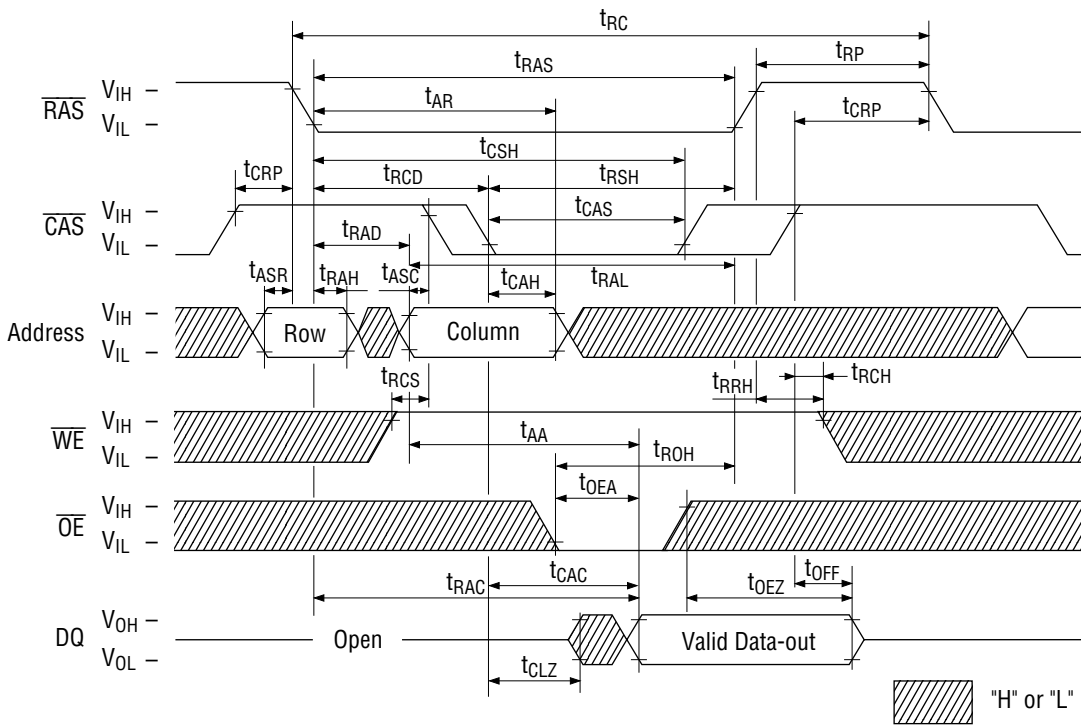 tRC
tRAS
tRP
RAS
VIH
VIL
tAR
tCRP
tCSH
tCRP
tRCD
tRSH
CAS
VIH
VIL
tCAS
tRAD
tRAL
tASR
tRAH
tASC
tCAH
Address
VIH
VIL
Row
Column
tRCS
tRRH
tRCH
WE
VIH
VIL
tAA
tROH
tOEA
OE
VIH
VIL
tCAC
tRAC
tOEZ
tOFF
DQ
VOH
VOL
Open
Valid Data-out
tCLZ
"H" or "L"